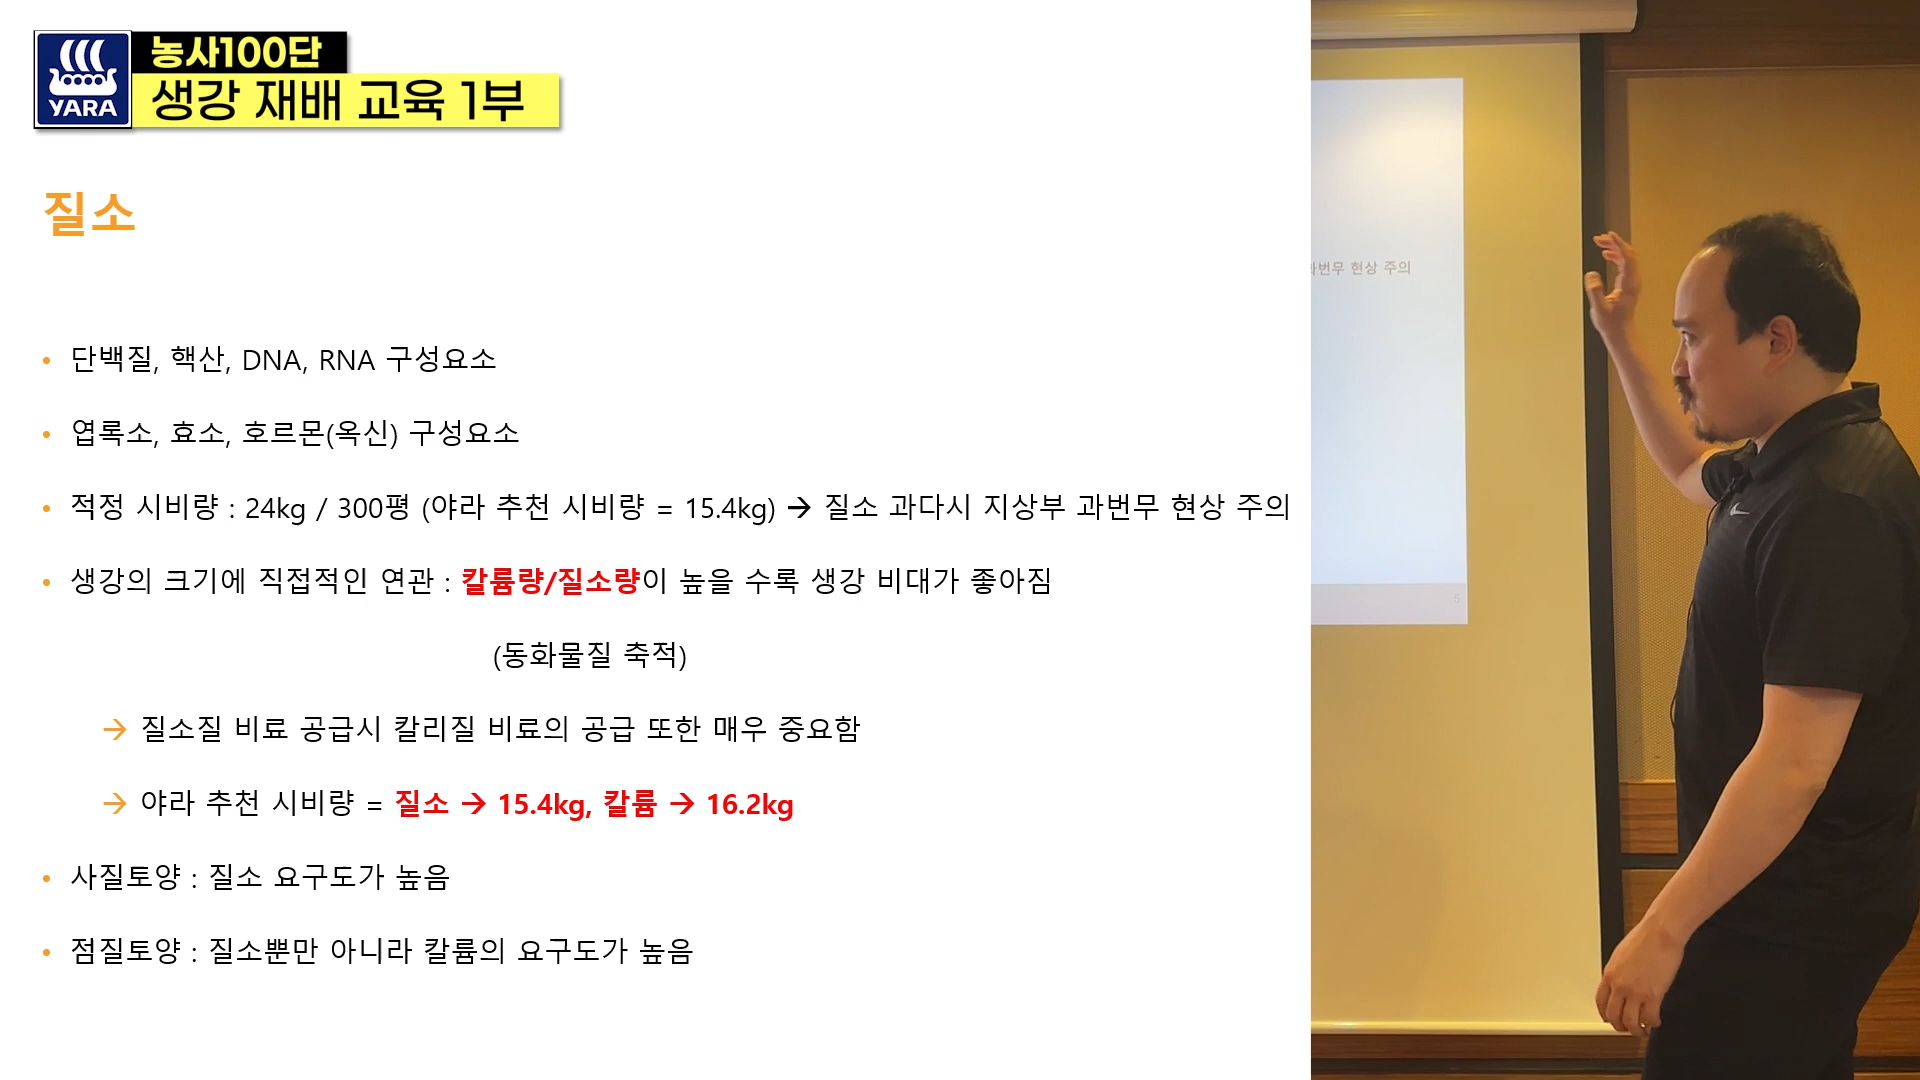 YARA
농사100단
생강 재배 교육 1부
질소
• 단백질, 핵산, DNA, RNA 구성요소
• 엽록소, 효소, 호르몬(옥신) 구성요소
• 적정 시비량 : 24kg / 300평 (야라 추천 시비량 = 15.4kg) → 질소 과다시 지상부 과번무 현상 주의
• 생강의 크기에 직접적인 연관 : 칼륨량/질소량이 높을 수록 생강 비대가 좋아짐
(동화물질 축적)
→ 질소질 비료 공급시 칼리질 비료의 공급 또한 매우 중요함
→ 야라 추천 시비량 = 질소 → 15.4kg, 칼륨 → 16.2kg
• 사질토양 : 질소 요구도가 높음
• 점질토양 : 질소뿐만 아니라 칼륨의 요구도가 높음
과번무 현상 주의
5